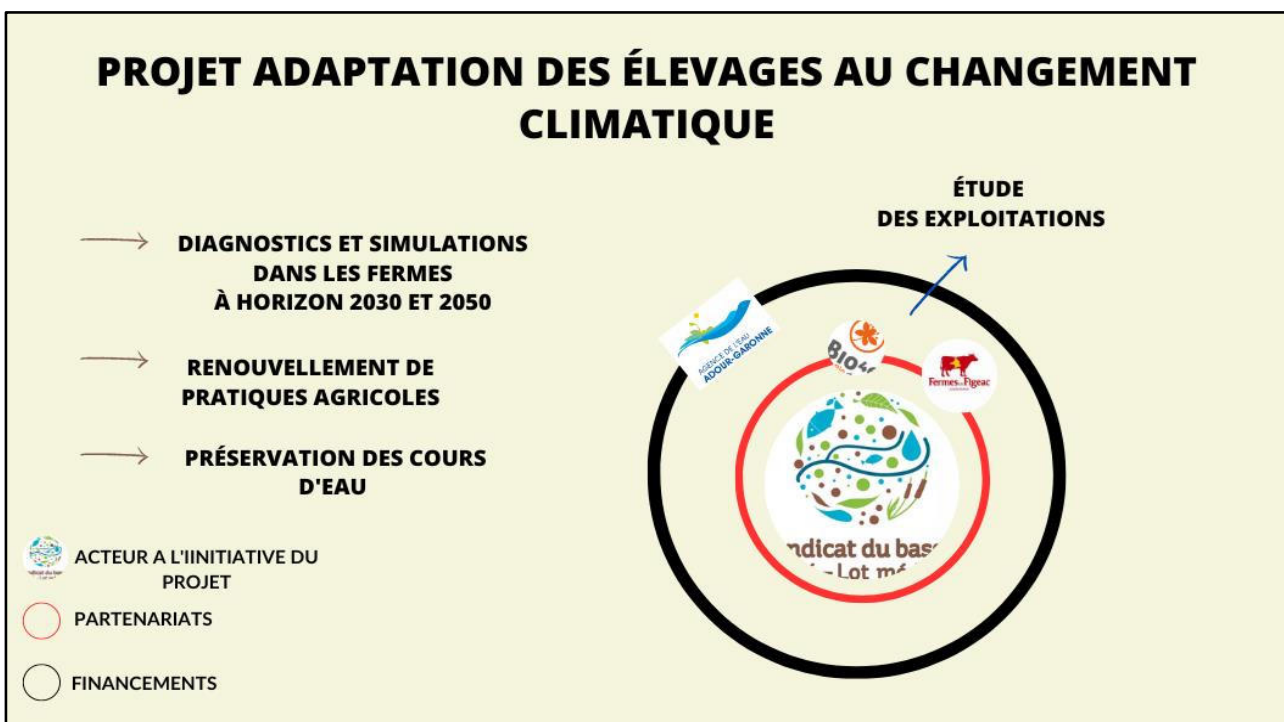 PROJET ADAPTATION DES ÉLEVAGES AU CHANGEMENT
CLIMATIQUE
ÉTUDE
DES EXPLOITATIONS
DIAGNOSTICS ET SIMULATIONS
DANS LES FERMES
À HORIZON 2030 ET 2050
RENOUVELLEMENT DE
PRATIQUES AGRICOLES
PRÉSERVATION DES COURS
D'EAU
AGENCE DE L'EAU
ADOUR-GARONNE
BIO46
Fermes de Figeac
ndicat du bas
Lot mé
ACTEUR A L'IINITIATIVE DU
PROJET
PARTENARIATS
FINANCEMENTS